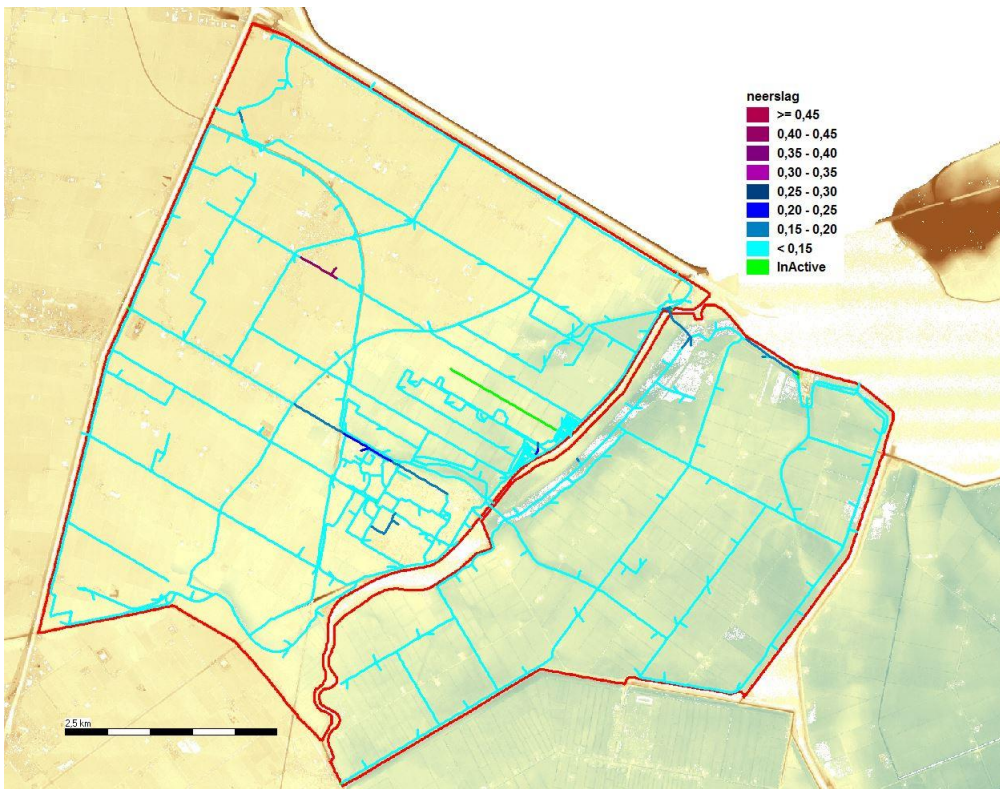 neerslag
>= 0,45
0,40 - 0,45
0,35 - 0,40
0,30 - 0,35
0,25 - 0,30
0,20 - 0,25
0,15 - 0,20
< 0,15
InActive
2,5 km